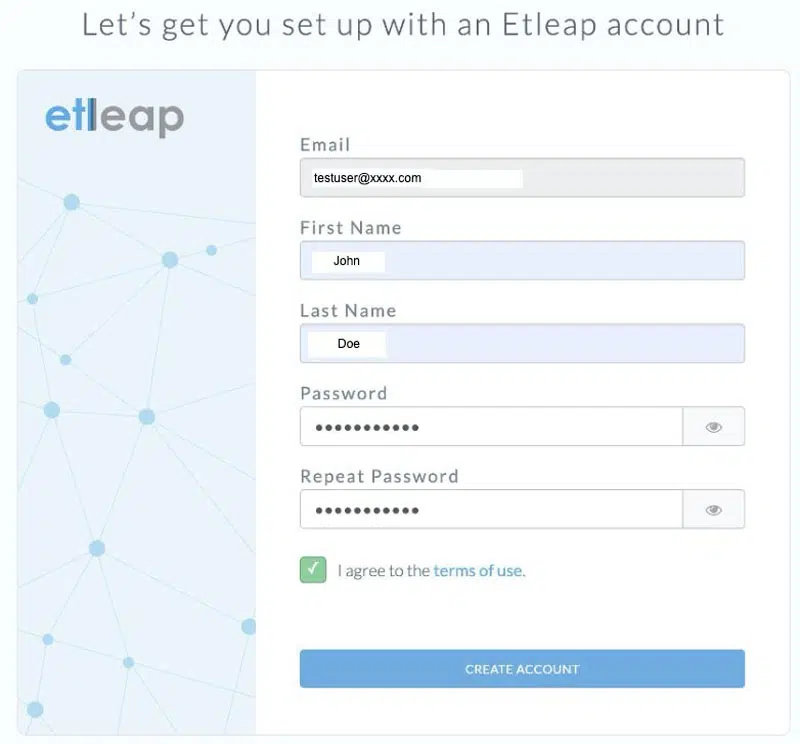 Let's get you set up with an Etleap account
etleap
Email
testuser@xxxx.com
First Name
John
Last Name
Doe
Password
•••••••••••
Repeat Password
•••••••••••
I agree to the terms of use.
CREATE ACCOUNT